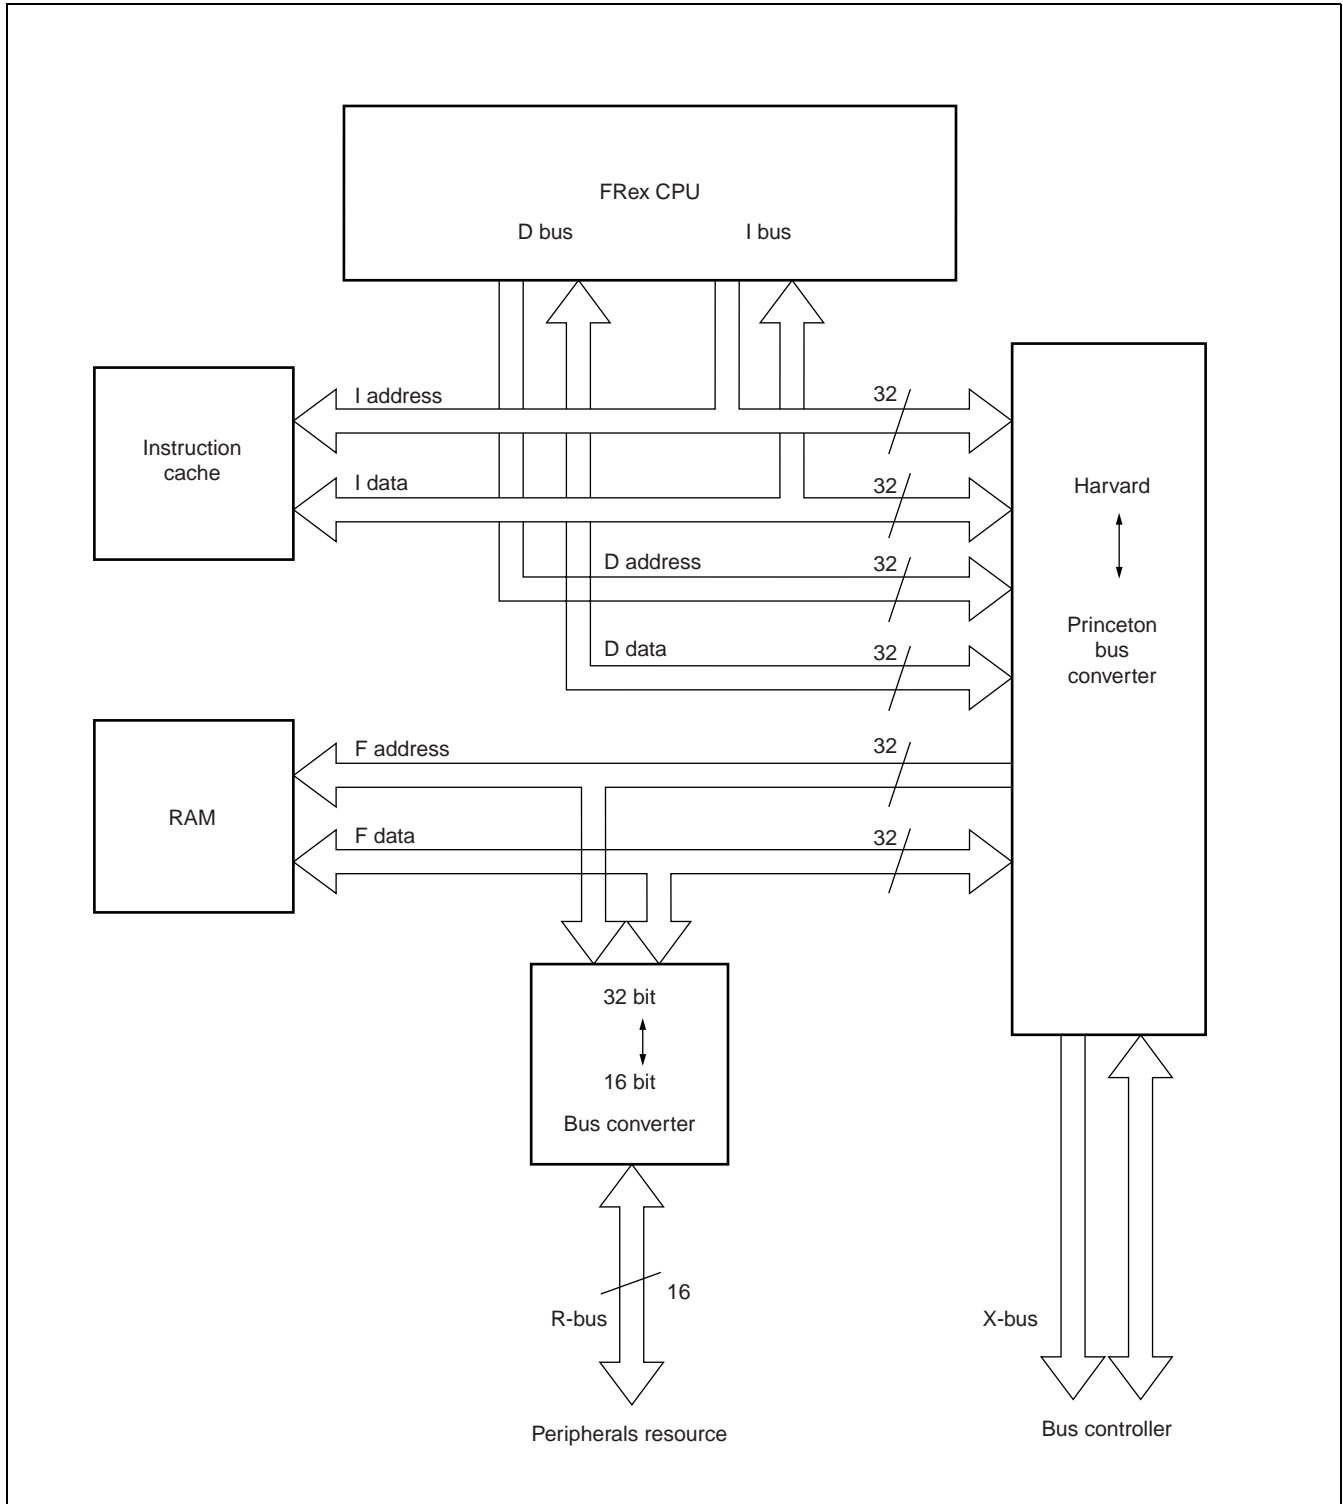 FRex CPU
D bus
I bus
I address
32
Instruction
cache
I data
32
Harvard
D address
32
Princeton
bus
converter
D data
32
F address
32
RAM
F data
32
32 bit
16 bit
Bus converter
16
R-bus
X-bus
Peripherals resource
Bus controller